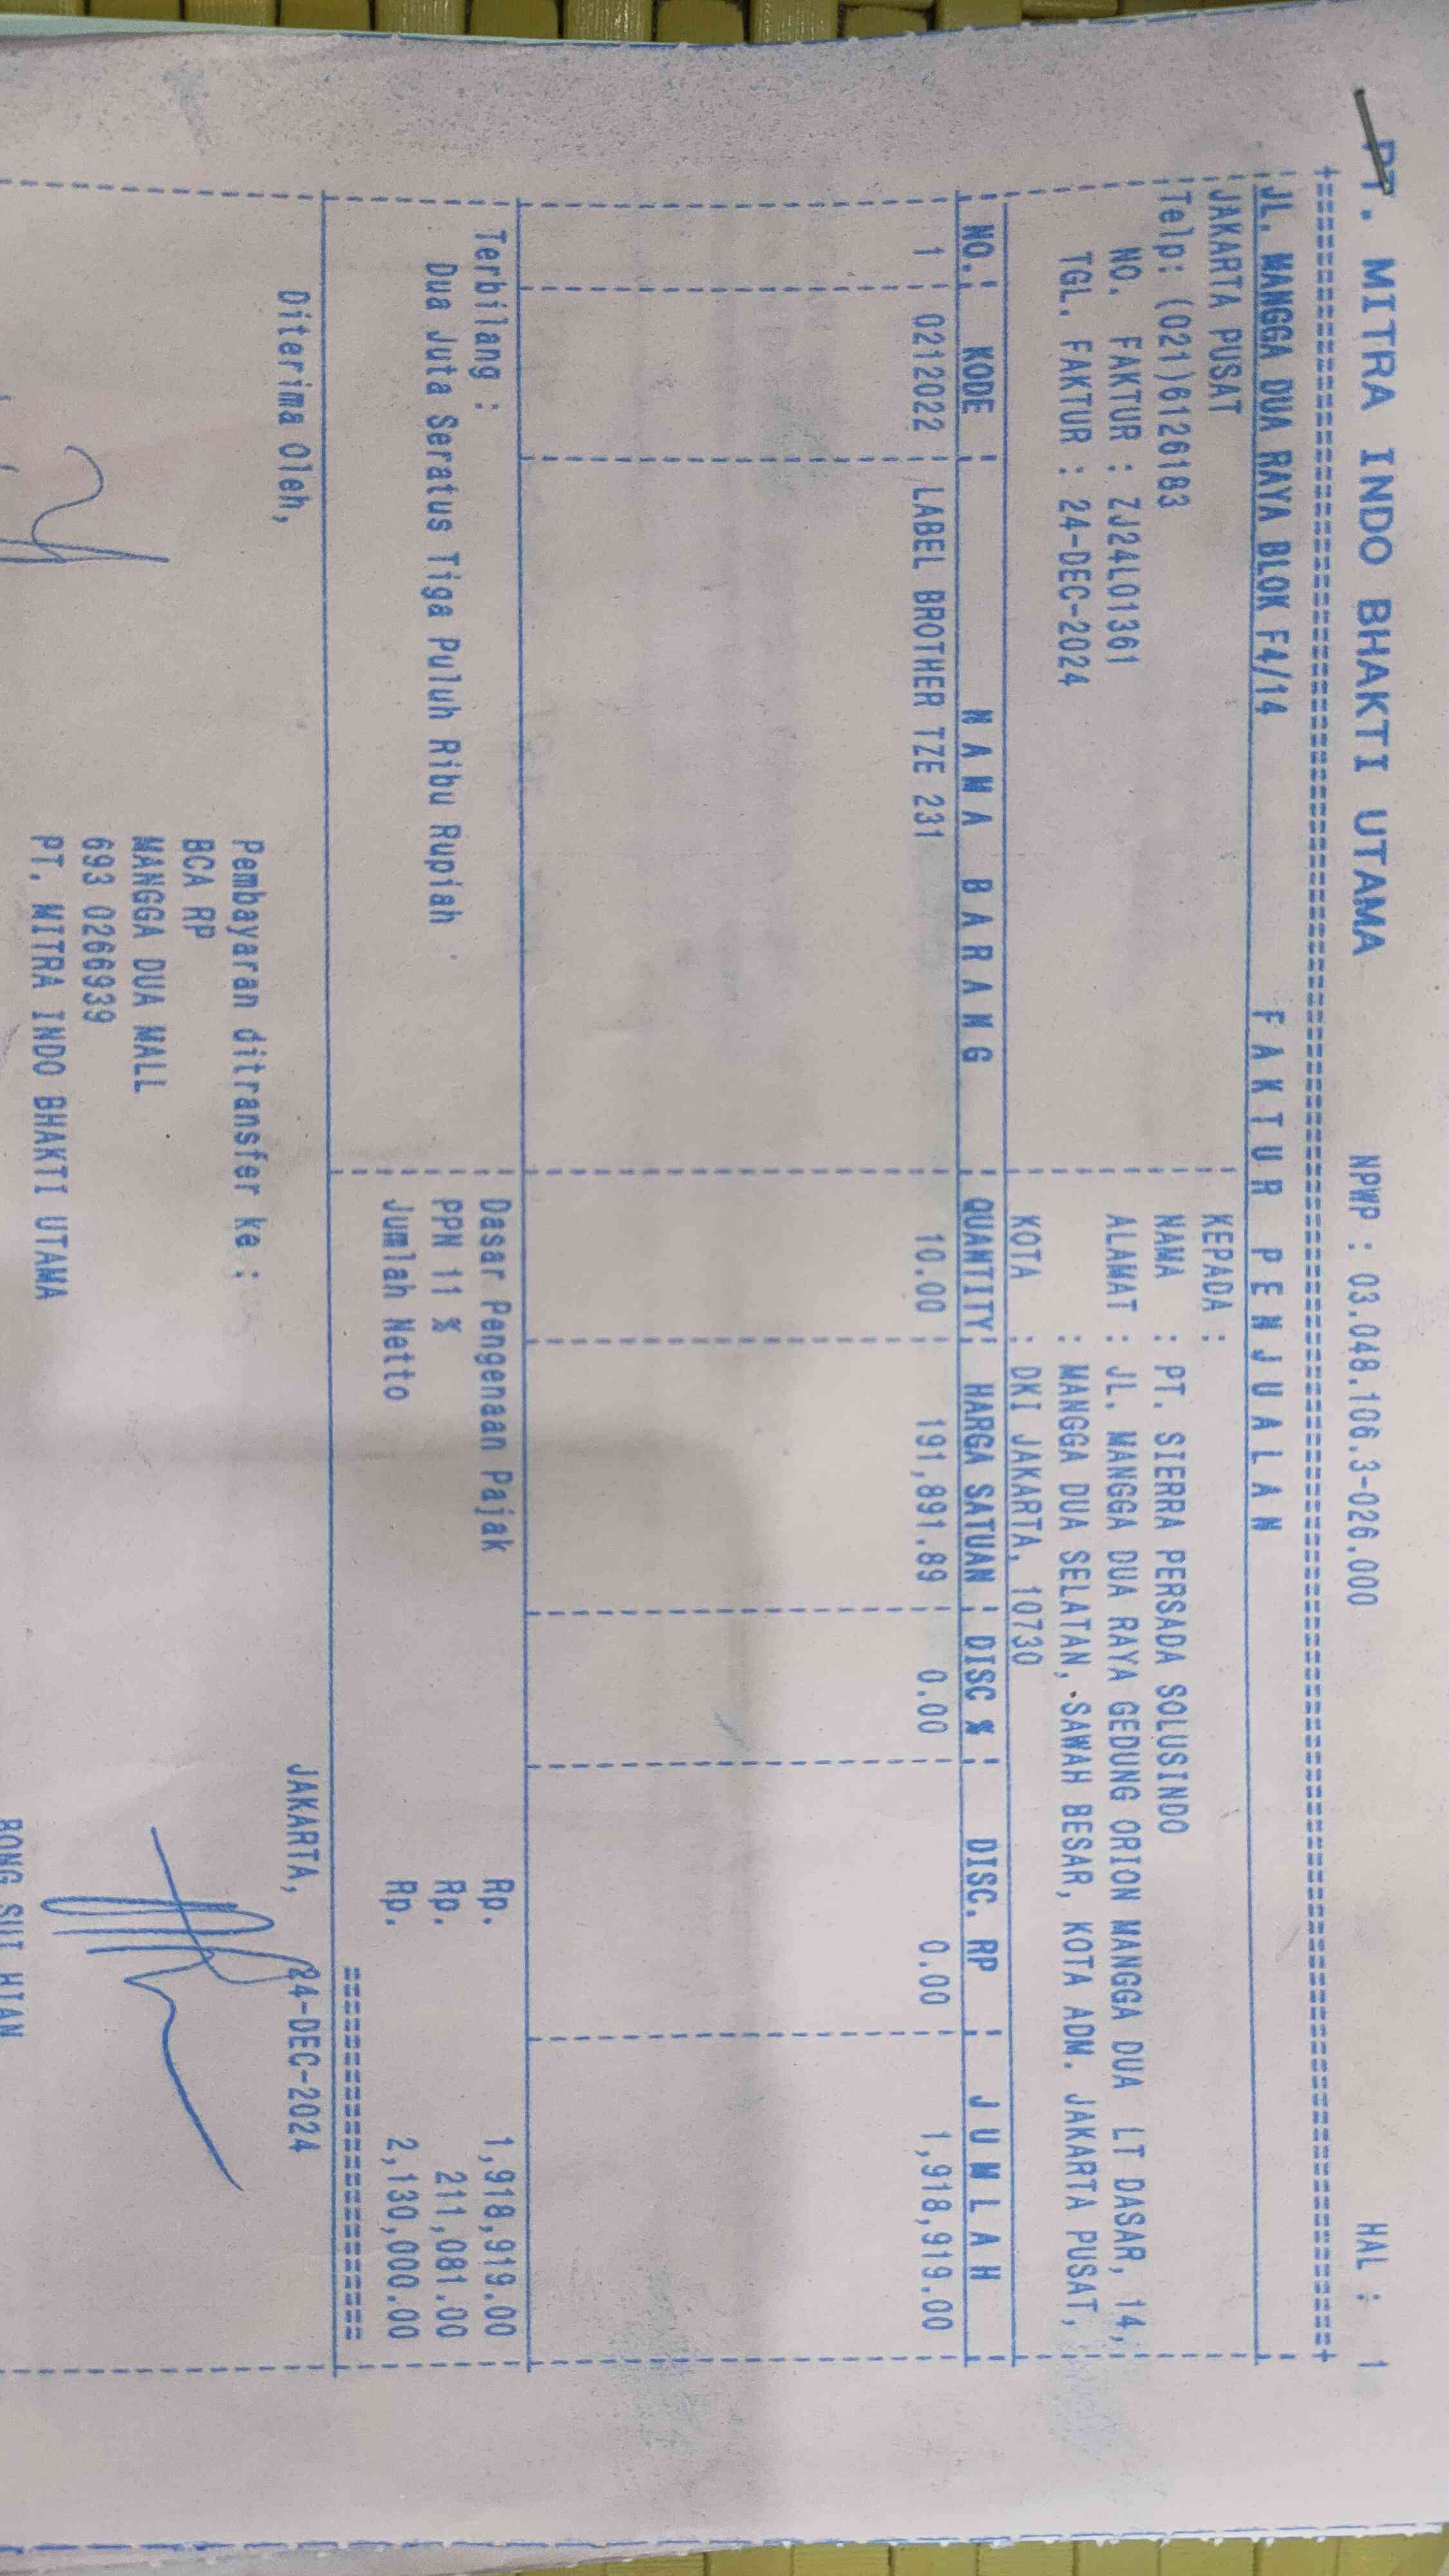 PT. MITRA INDO BHAKTI UTAMA NPWP : 03.048.106.3-026.000 HAL : 1
JL. MANGGA DUA RAYA BLOK F4/14 F A K T U R P E N J U A L A N
JAKARTA PUSAT KEPADA :
Telp: (021)6126183 NAMA : PT. SIERRA PERSADA SOLUSINDO
NO. FAKTUR : ZJ24L01361 ALAMAT : JL. MANGGA DUA RAYA GEDUNG ORION MANGGA DUA LT DASAR, 14,
TGL. FAKTUR : 24-DEC-2024 : MANGGA DUA SELATAN, SAWAH BESAR, KOTA ADM. JAKARTA PUSAT,
KOTA : DKI JAKARTA, 10730
NO. KODE N A M A B A R A N G QUANTITY HARGA SATUAN DISC % DISC. RP J U M L A H
1 0212022 LABEL BROTHER TZE 231 10.00 191,891.89 0.00 0.00 1,918,919.00
Terbilang : Dasar Pengenaan Pajak Rp. 1,918,919.00
Dua Juta Seratus Tiga Puluh Ribu Rupiah PPN 11 % Rp. 211,081.00
Jumlah Netto Rp. 2,130,000.00
Diterima Oleh, JAKARTA, 24-DEC-2024
Pembayaran ditransfer ke :
BCA RP
MANGGA DUA MALL
693 0266939
PT. MITRA INDO BHAKTI UTAMA
BONG SUI HIAN